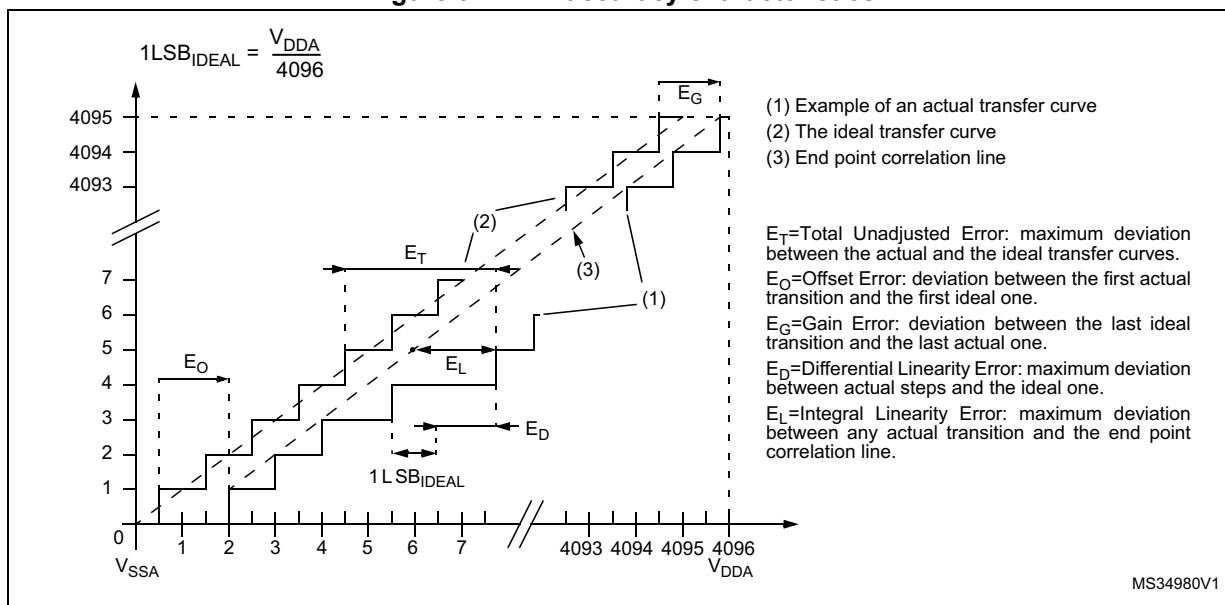 1LSB_IDEAL = V_DDA / 4096
E_G
4095
4094
4093
7
6
5
4
3
2
1
0
(2)
E_T
(3)
(1)
E_O
E_L
E_D
1 L SB_IDEAL
1 2 3 4 5 6 7 4093 4094 4095 4096
V_SSA V_DDA
(1) Example of an actual transfer curve
(2) The ideal transfer curve
(3) End point correlation line
E_T=Total Unadjusted Error: maximum deviation
between the actual and the ideal transfer curves.
E_O=Offset Error: deviation between the first actual
transition and the first ideal one.
E_G=Gain Error: deviation between the last ideal
transition and the last actual one.
E_D=Differential Linearity Error: maximum deviation
between actual steps and the ideal one.
E_L=Integral Linearity Error: maximum deviation
between any actual transition and the end point
correlation line.
MS34980V1